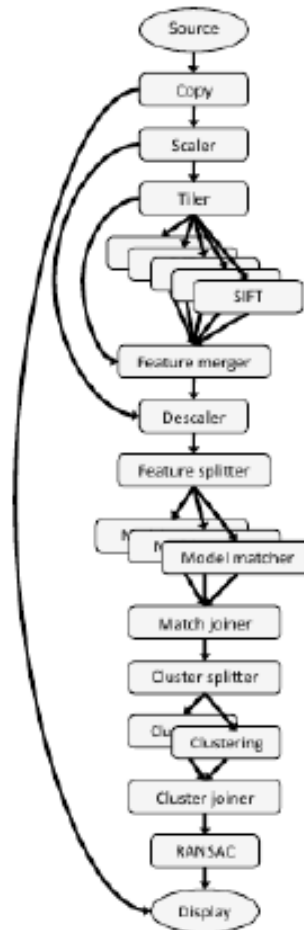 Source
Copy
Scaler
Tiler
SIFT
Feature merger
Descaler
Feature splitter
Model matcher
Match joiner
Cluster splitter
Clustering
Cluster joiner
RANSAC
Display